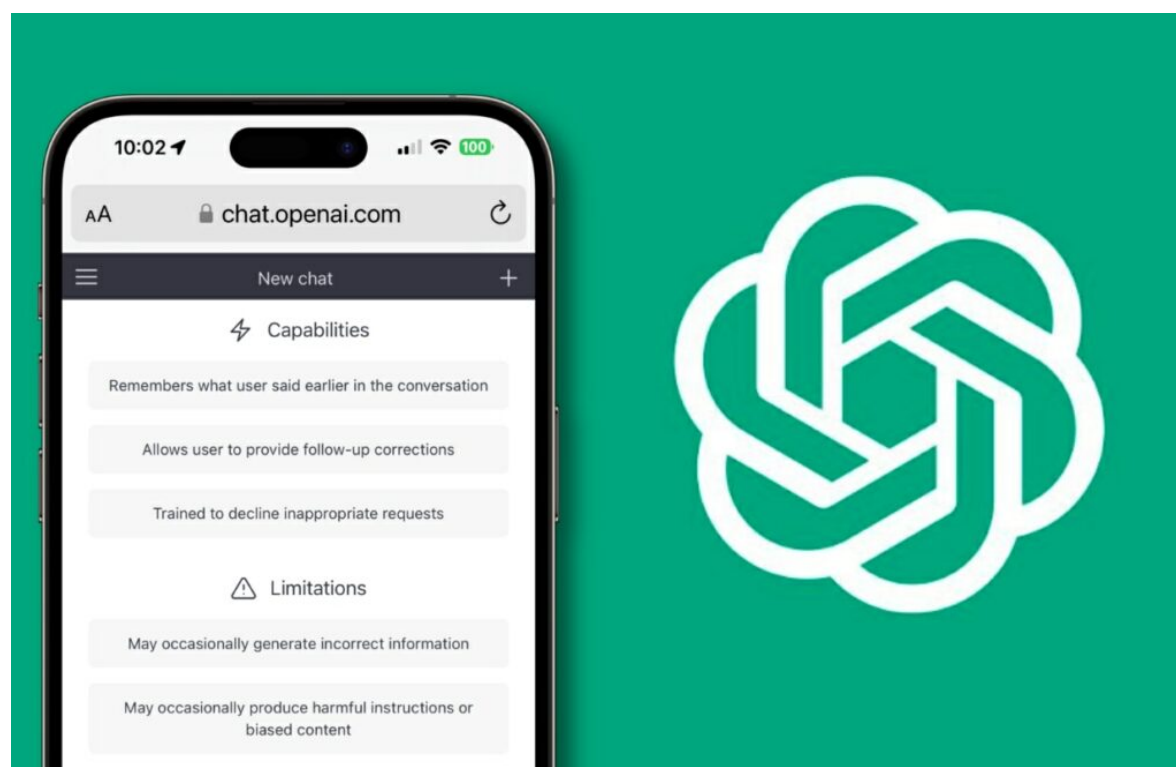 10:02
100
AA
chat.openai.com
New chat
Capabilities
Remembers what user said earlier in the conversation
Allows user to provide follow-up corrections
Trained to decline inappropriate requests
Limitations
May occasionally generate incorrect information
May occasionally produce harmful instructions or
biased content